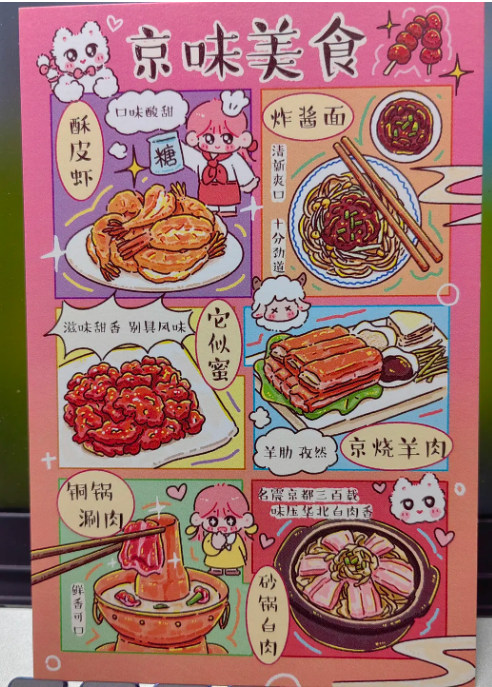 京味美食
酥皮虾
口味酸甜
糖
炸酱面
清新爽口
十分劲道
滋味甜香 别具风味
它似蜜
羊肋 孜然
京烧羊肉
铜锅
涮肉
鲜香可口
名震京都三百载
味压华北白肉香
砂锅白肉